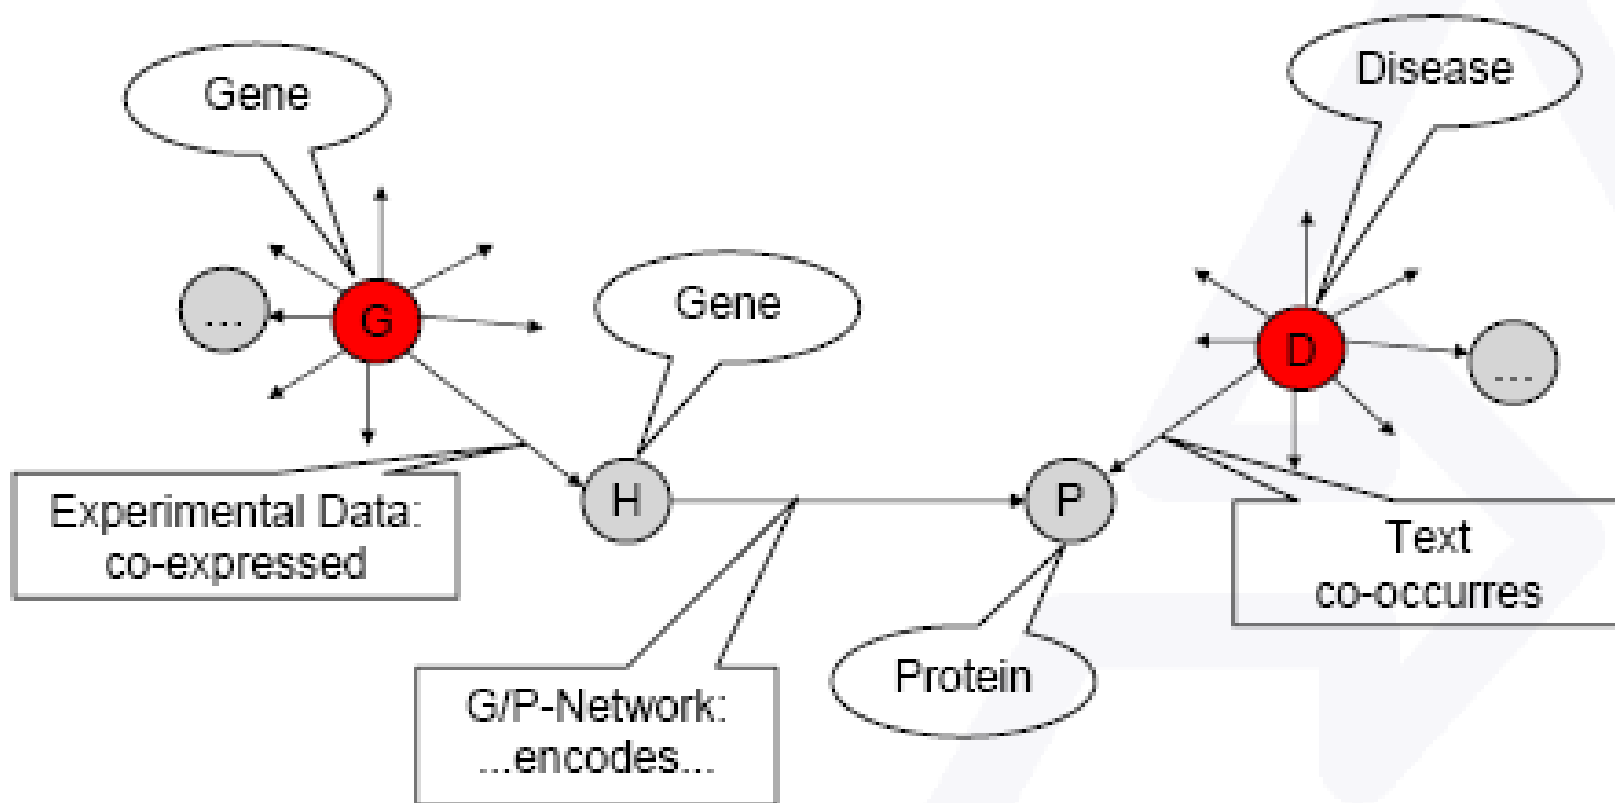 Gene
Disease
Gene
...
G
D
...
H
P
Experimental Data:
co-expressed
Text
co-occurres
Protein
G/P-Network:
...encodes...